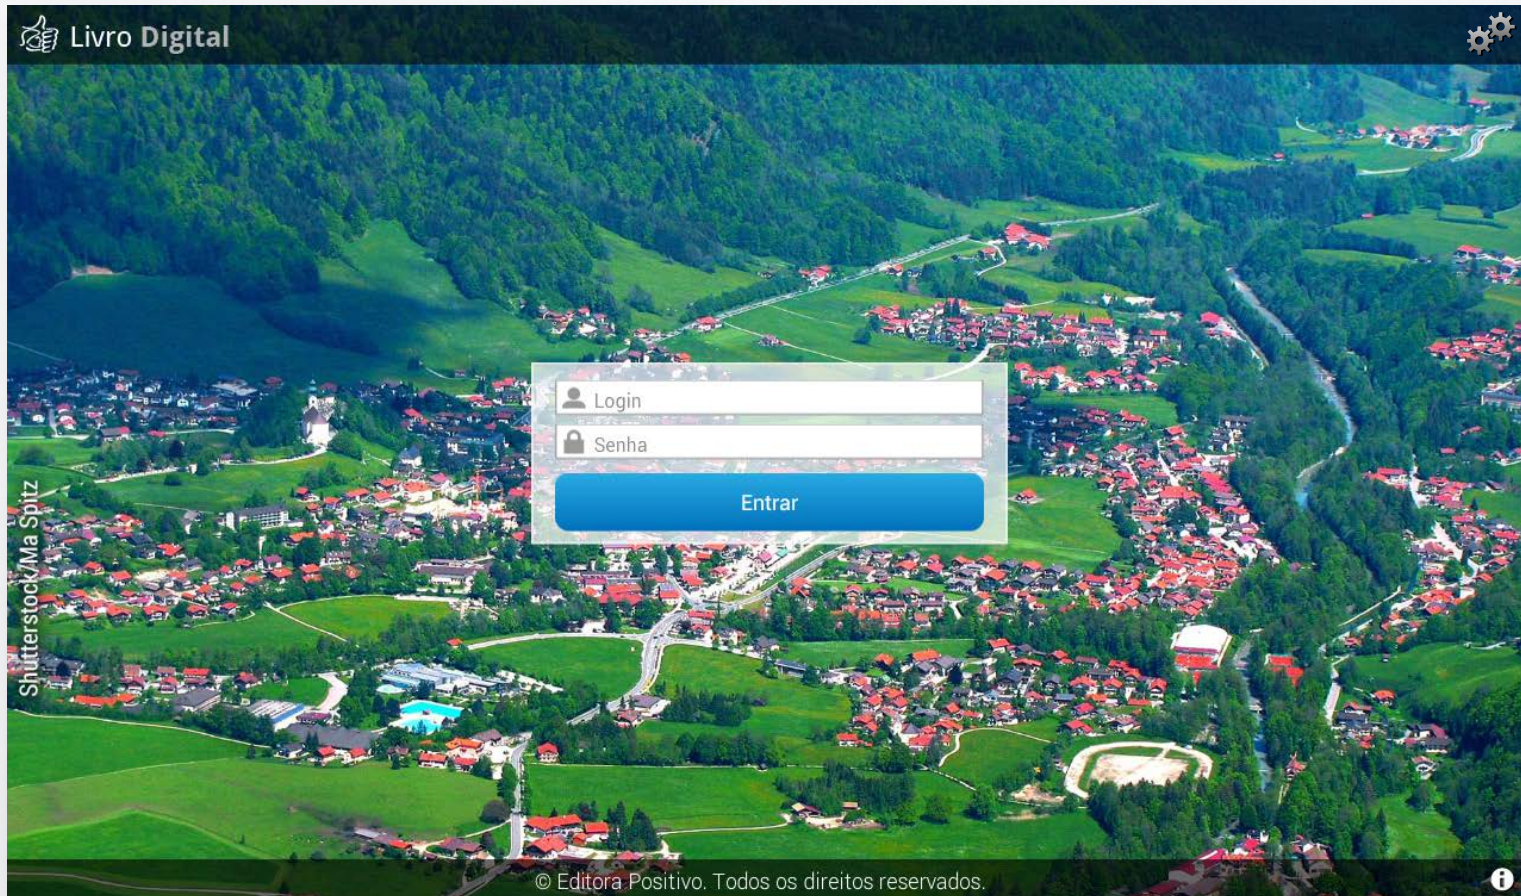 Livro Digital
Login
Senha
Entrar
Shutterstock/Ma Spitz
© Editora Positivo. Todos os direitos reservados.